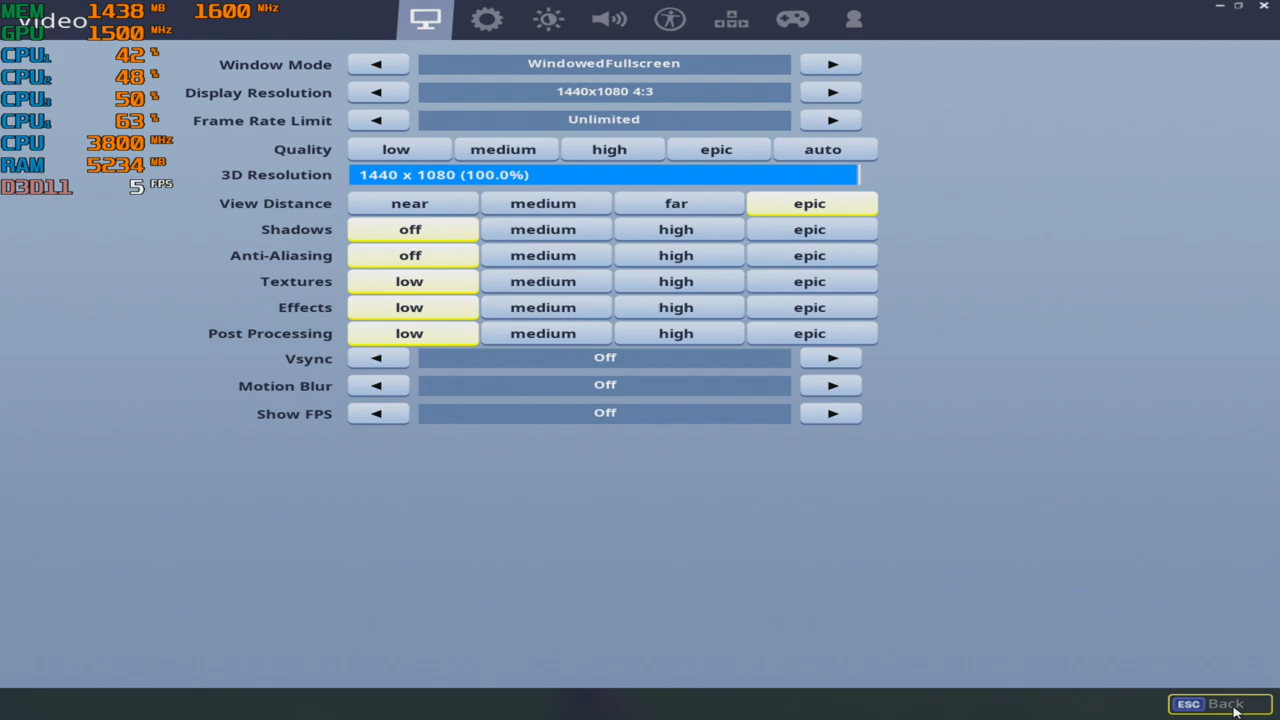 Video
MEM 1438 MB 1600 MHz
GPU 1500 MHz
CPU1 42 %
CPU2 48 %
CPU3 50 %
CPU4 63 %
CPU 3800 MHz
RAM 5234 MB
D3D11 5 FPS
Window Mode ◄ WindowedFullscreen ►
Display Resolution ◄ 1440x1080 4:3 ►
Frame Rate Limit ◄ Unlimited ►
Quality low medium high epic auto
3D Resolution 1440 x 1080 (100.0%)
View Distance near medium far epic
Shadows off medium high epic
Anti-Aliasing off medium high epic
Textures low medium high epic
Effects low medium high epic
Post Processing low medium high epic
Vsync ◄ Off ►
Motion Blur ◄ Off ►
Show FPS ◄ Off ►
ESC Back